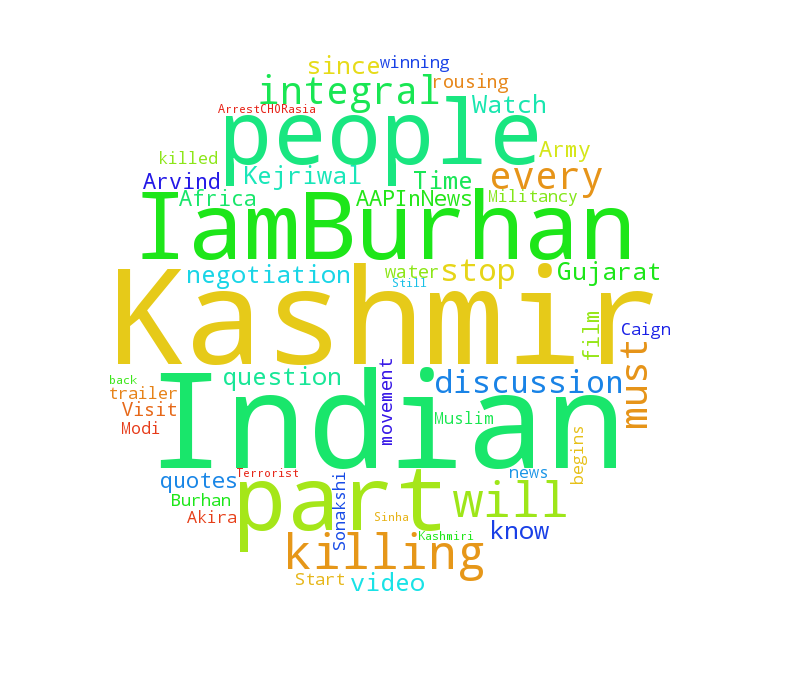 since
winning
integral
rousing
ArrestCHORasia
people
Watch
killed
Army
Arvind
Kejriwal
Time
every
Africa
IamBurhan
AAPInNews
Militancy
negotiation
water
stop
Gujarat
Still
Kashmir
film
Caign
must
back
question
movement
discussion
trailer
Indian
Visit
Muslim
Modi
begins
quotes
Terrorist
Sonakshi
news
Burhan
part
will
Akira
Sinha
know
killing
Kashmiri
Start
video